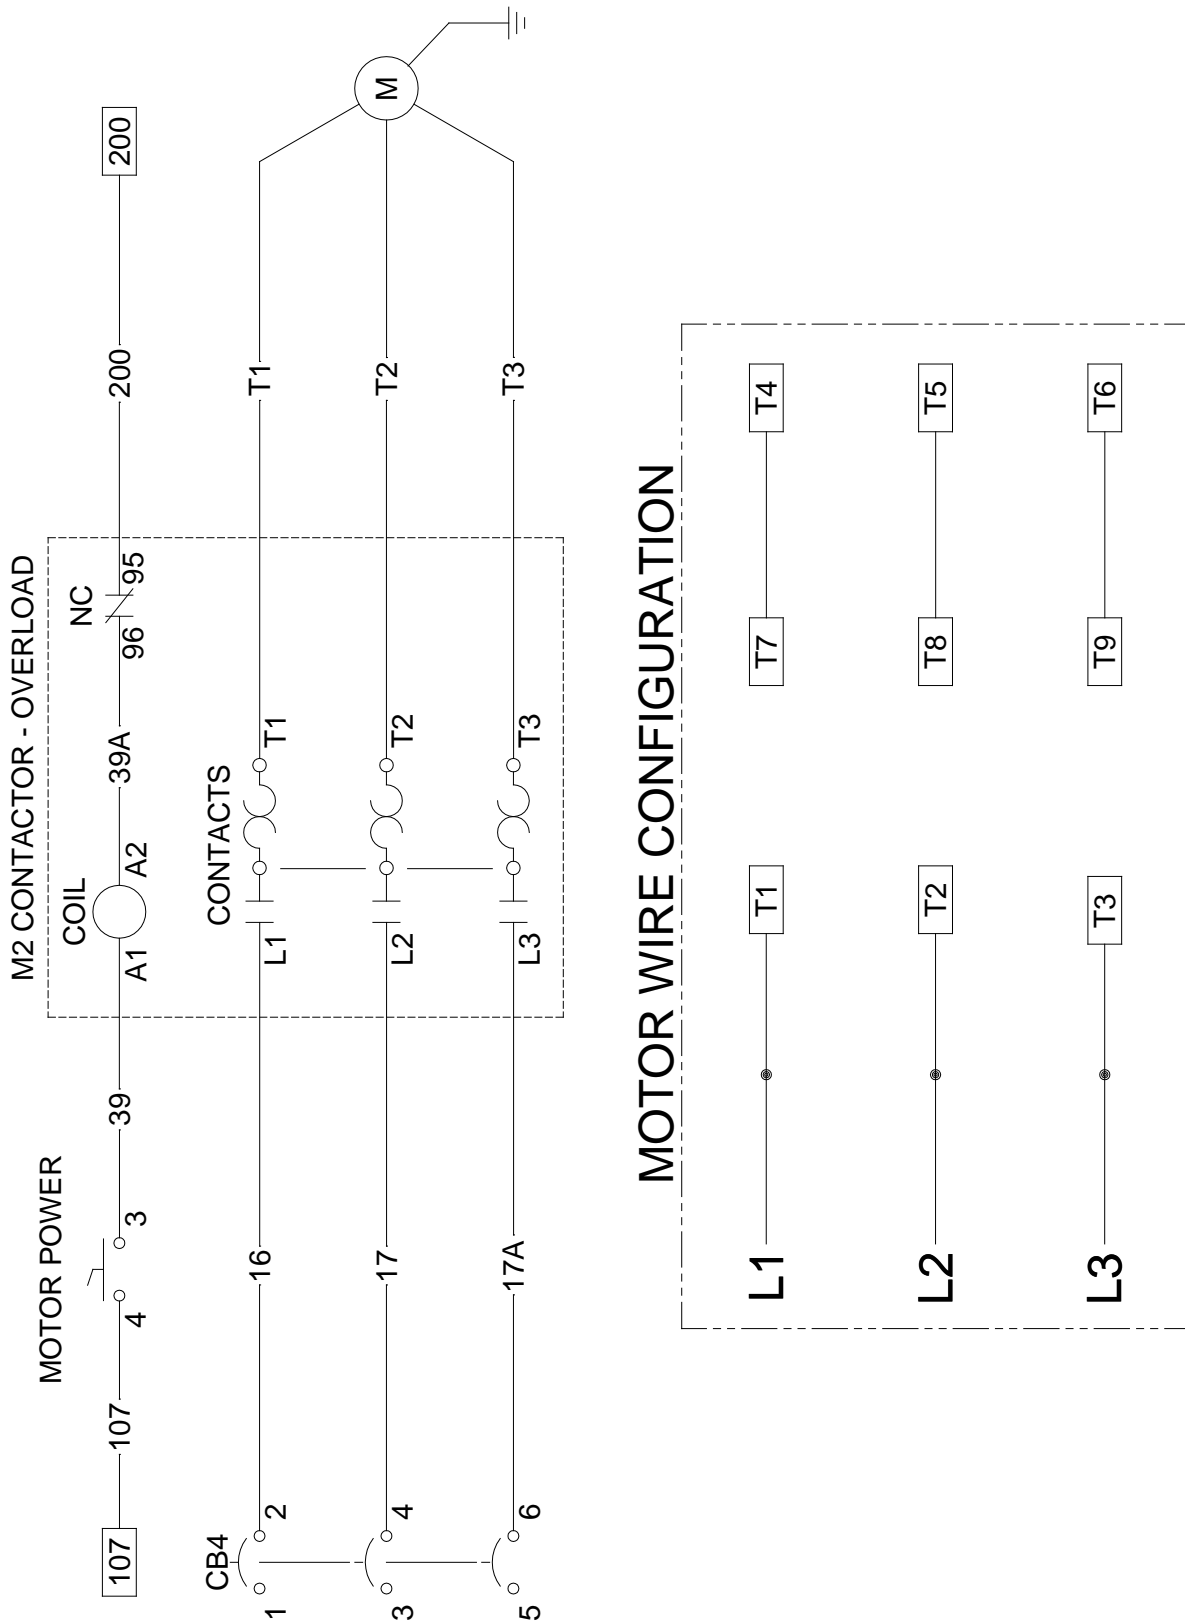 M2 CONTACTOR - OVERLOAD
MOTOR POWER
COIL
NC
107
107
4
3
39
A1
A2
39A
96
95
200
200
CONTACTS
CB4
1
2
16
L1
T1
T1
3
4
17
L2
T2
T2
M
5
6
17A
L3
T3
T3
MOTOR WIRE CONFIGURATION
L1
T1
T7
T4
L2
T2
T8
T5
L3
T3
T9
T6